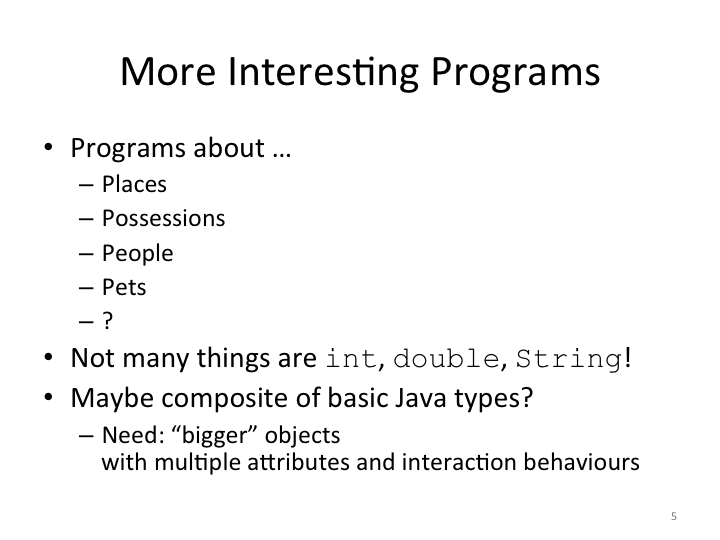 More Interesting Programs
• Programs about …
– Places
– Possessions
– People
– Pets
– ?
• Not many things are int, double, String!
• Maybe composite of basic Java types?
– Need: “bigger” objects
with multiple attributes and interaction behaviours
5